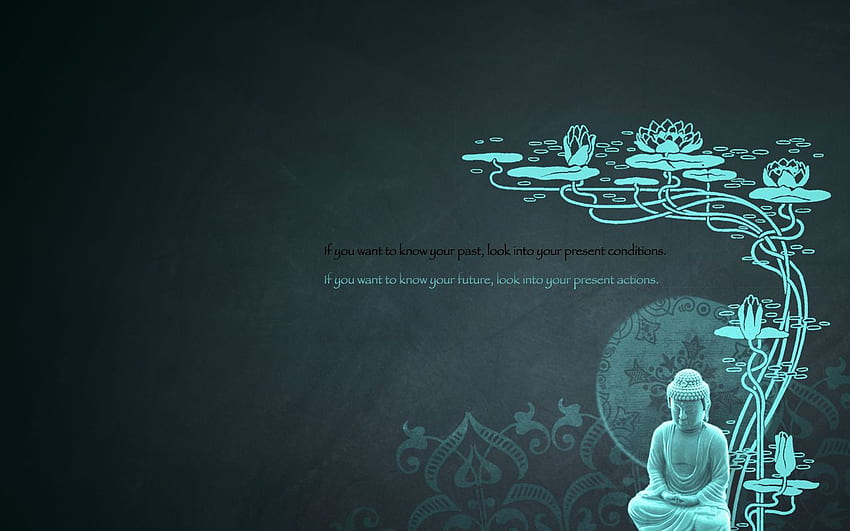 If you want to know your past, look into your present conditions.
If you want to know your future, look into your present actions.